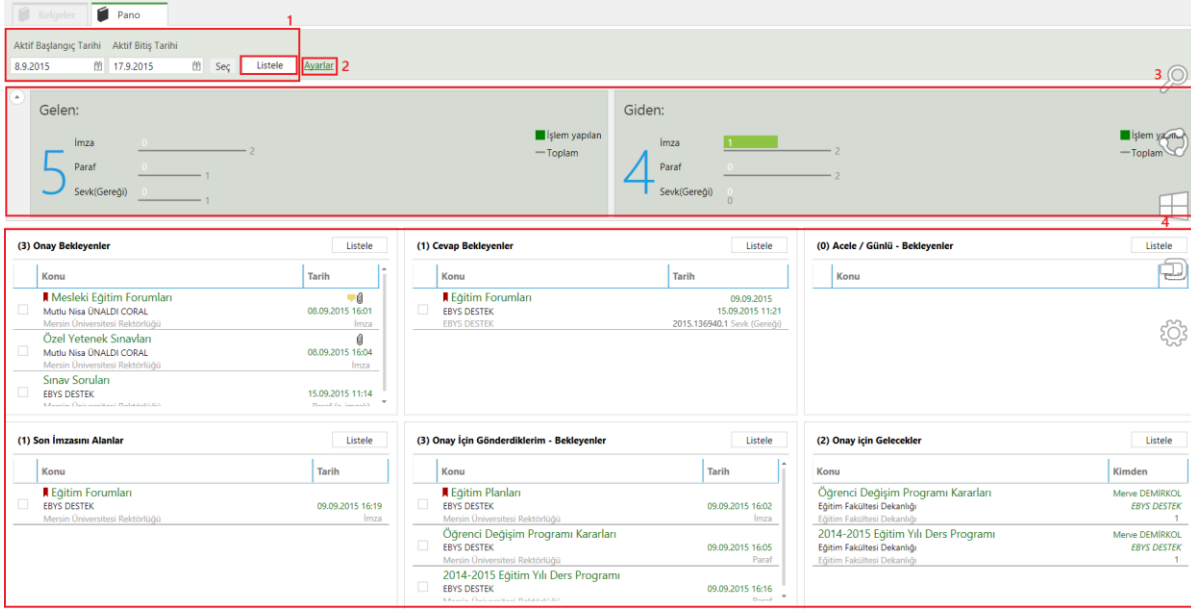 Belgeler Pano
1
Aktif Başlangıç Tarihi Aktif Bitiş Tarihi
8.9.2015 17.9.2015 Seç Listele Ayarlar 2
3
Gelen:
5
İmza 0 2
Paraf 0 1
Sevk(Gereği) 0 1
İşlem yapılan
Toplam
Giden:
4
İmza 1 2
Paraf 0 2
Sevk(Gereği) 0
0
İşlem yapılan
Toplam
4
(3) Onay Bekleyenler Listele
Konu Tarih
Mesleki Eğitim Forumları
Mutlu Nisa ÜNALDI CORAL 08.09.2015 16:01
Mersin Üniversitesi Rektörlüğü İmza
Özel Yetenek Sınavları
Mutlu Nisa ÜNALDI CORAL 08.09.2015 16:04
Mersin Üniversitesi Rektörlüğü İmza
Sınav Soruları
EBYS DESTEK 15.09.2015 11:14
Mersin Üniversitesi Rektörlüğü
(1) Cevap Bekleyenler Listele
Konu Tarih
Eğitim Forumları 09.09.2015
EBYS DESTEK 15.09.2015 11:21
EBYS DESTEK 2015.136940.1 Sevk (Gereği)
(0) Acele / Günlü - Bekleyenler Listele
Konu
(1) Son İmzasını Alanlar Listele
Konu Tarih
Eğitim Forumları
EBYS DESTEK 09.09.2015 16:19
Mersin Üniversitesi Rektörlüğü İmza
(3) Onay İçin Gönderdiklerim - Bekleyenler Listele
Konu Tarih
Eğitim Planları
EBYS DESTEK 09.09.2015 16:02
Mersin Üniversitesi Rektörlüğü İmza
Öğrenci Değişim Programı Kararları
EBYS DESTEK 09.09.2015 16:05
Mersin Üniversitesi Rektörlüğü Paraf
2014-2015 Eğitim Yılı Ders Programı
EBYS DESTEK 09.09.2015 16:16
Mersin Üniversitesi Rektörlüğü Paraf
(2) Onay için Gelecekler Listele
Konu Kimden
Öğrenci Değişim Programı Kararları Merve DEMİRKOL
Eğitim Fakültesi Dekanlığı EBYS DESTEK
Eğitim Fakültesi Dekanlığı 1
2014-2015 Eğitim Yılı Ders Programı Merve DEMİRKOL
Eğitim Fakültesi Dekanlığı EBYS DESTEK
Eğitim Fakültesi Dekanlığı 1